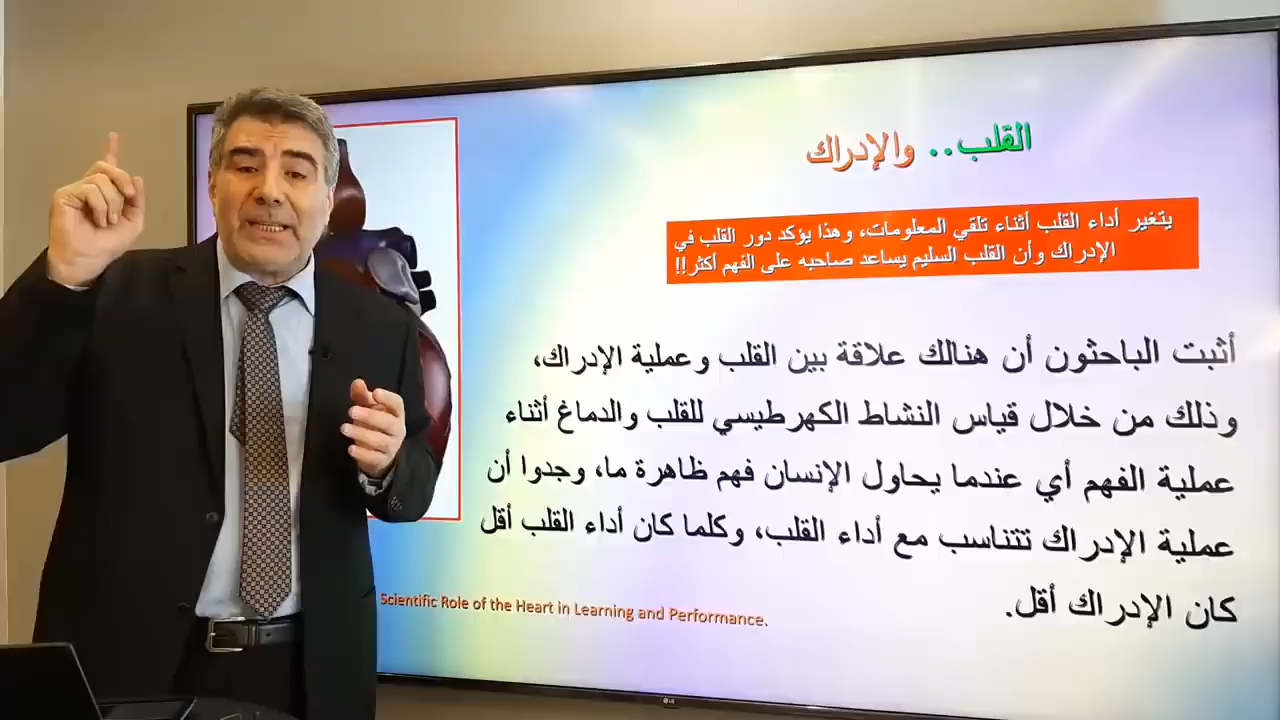 القلب.. والإدراك
يتغير أداء القلب أثناء تلقي المعلومات، وهذا يؤكد دور القلب في
الإدراك وأن القلب السليم يساعد صاحبه على الفهم أكثر!!
أثبت الباحثون أن هنالك علاقة بين القلب وعملية الإدراك،
وذلك من خلال قياس النشاط الكهرطيسي للقلب والدماغ أثناء
عملية الفهم أي عندما يحاول الإنسان فهم ظاهرة ما، وجدوا أن
عملية الإدراك تتناسب مع أداء القلب، وكلما كان أداء القلب أقل
كان الإدراك أقل.
Scientific Role of the Heart in Learning and Performance.
LG